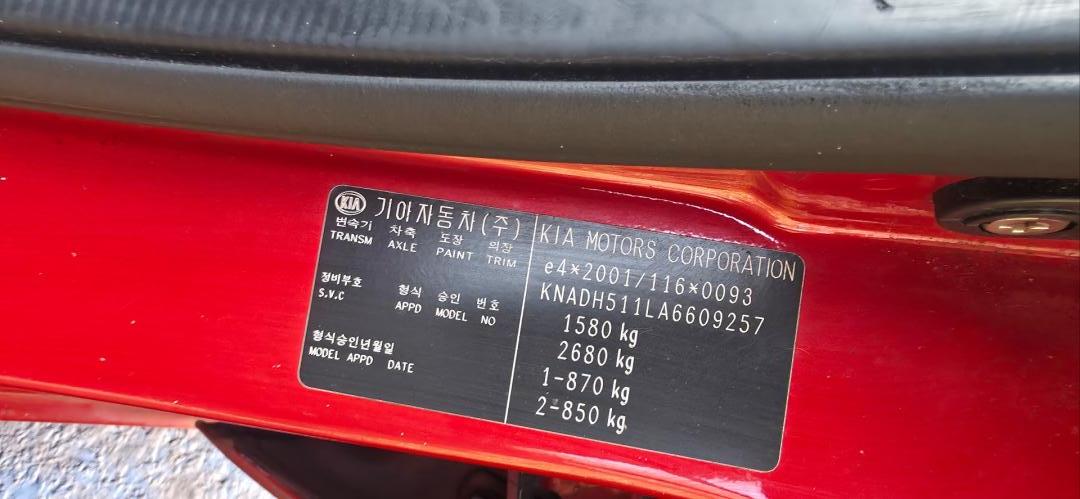 KIA 기아자동차(주)
변속기 차축 도장 의장
TRANSM AXLE PAINT TRIM
정비부호 형식 승인 번호
S.V.C APPD MODEL NO
형식승인년월일
MODEL APPD DATE
KIA MOTORS CORPORATION
e4*2001/116*0093
KNADH511LA6609257
1580 kg
2680 kg
1-870 kg
2-850 kg